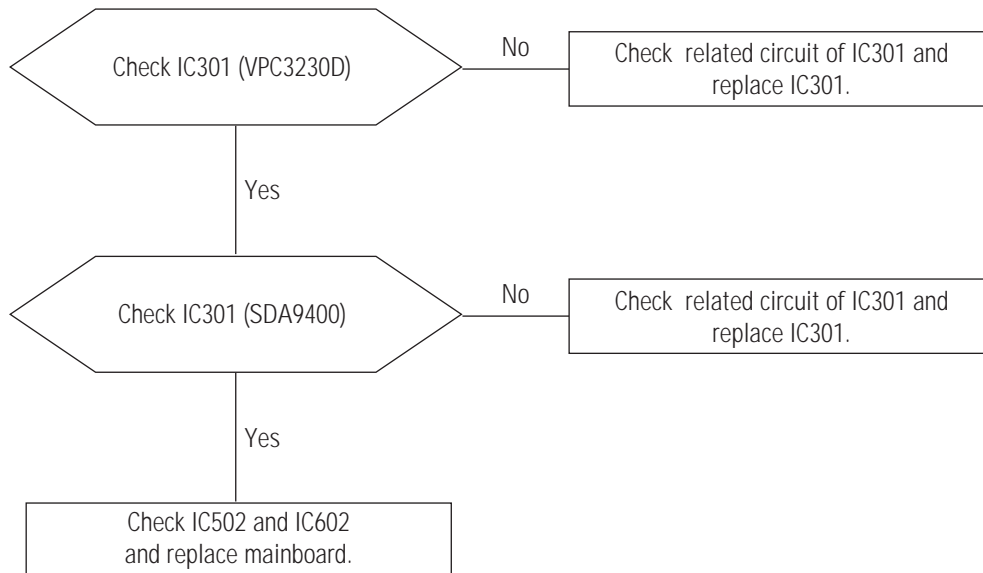 Check IC301 (VPC3230D)
No
Check related circuit of IC301 and
replace IC301.
Yes
Check IC301 (SDA9400)
No
Check related circuit of IC301 and
replace IC301.
Yes
Check IC502 and IC602
and replace mainboard.